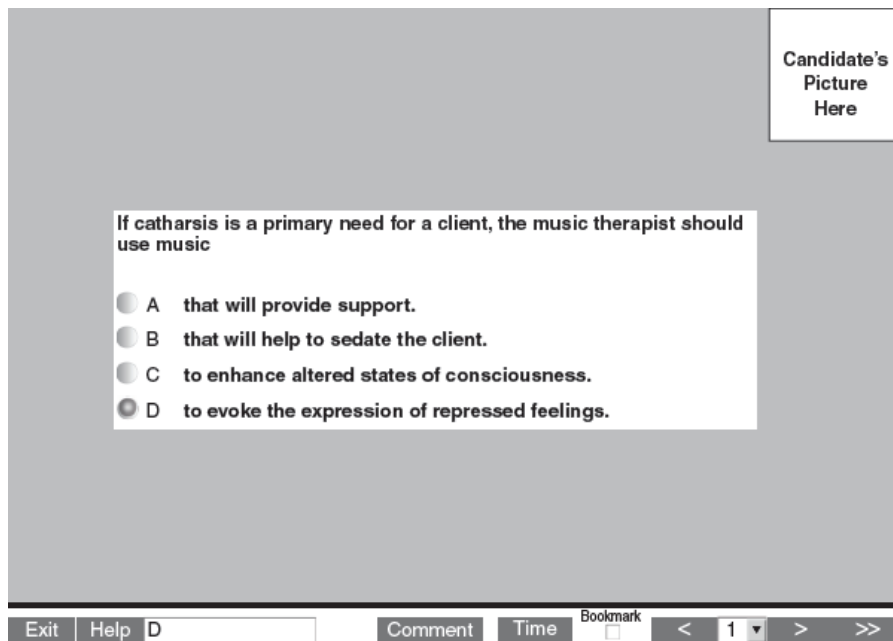 Candidate's
Picture
Here
If catharsis is a primary need for a client, the music therapist should
use music
A that will provide support.
B that will help to sedate the client.
C to enhance altered states of consciousness.
D to evoke the expression of repressed feelings.
Bookmark
Exit Help D Comment Time < 1 > >>